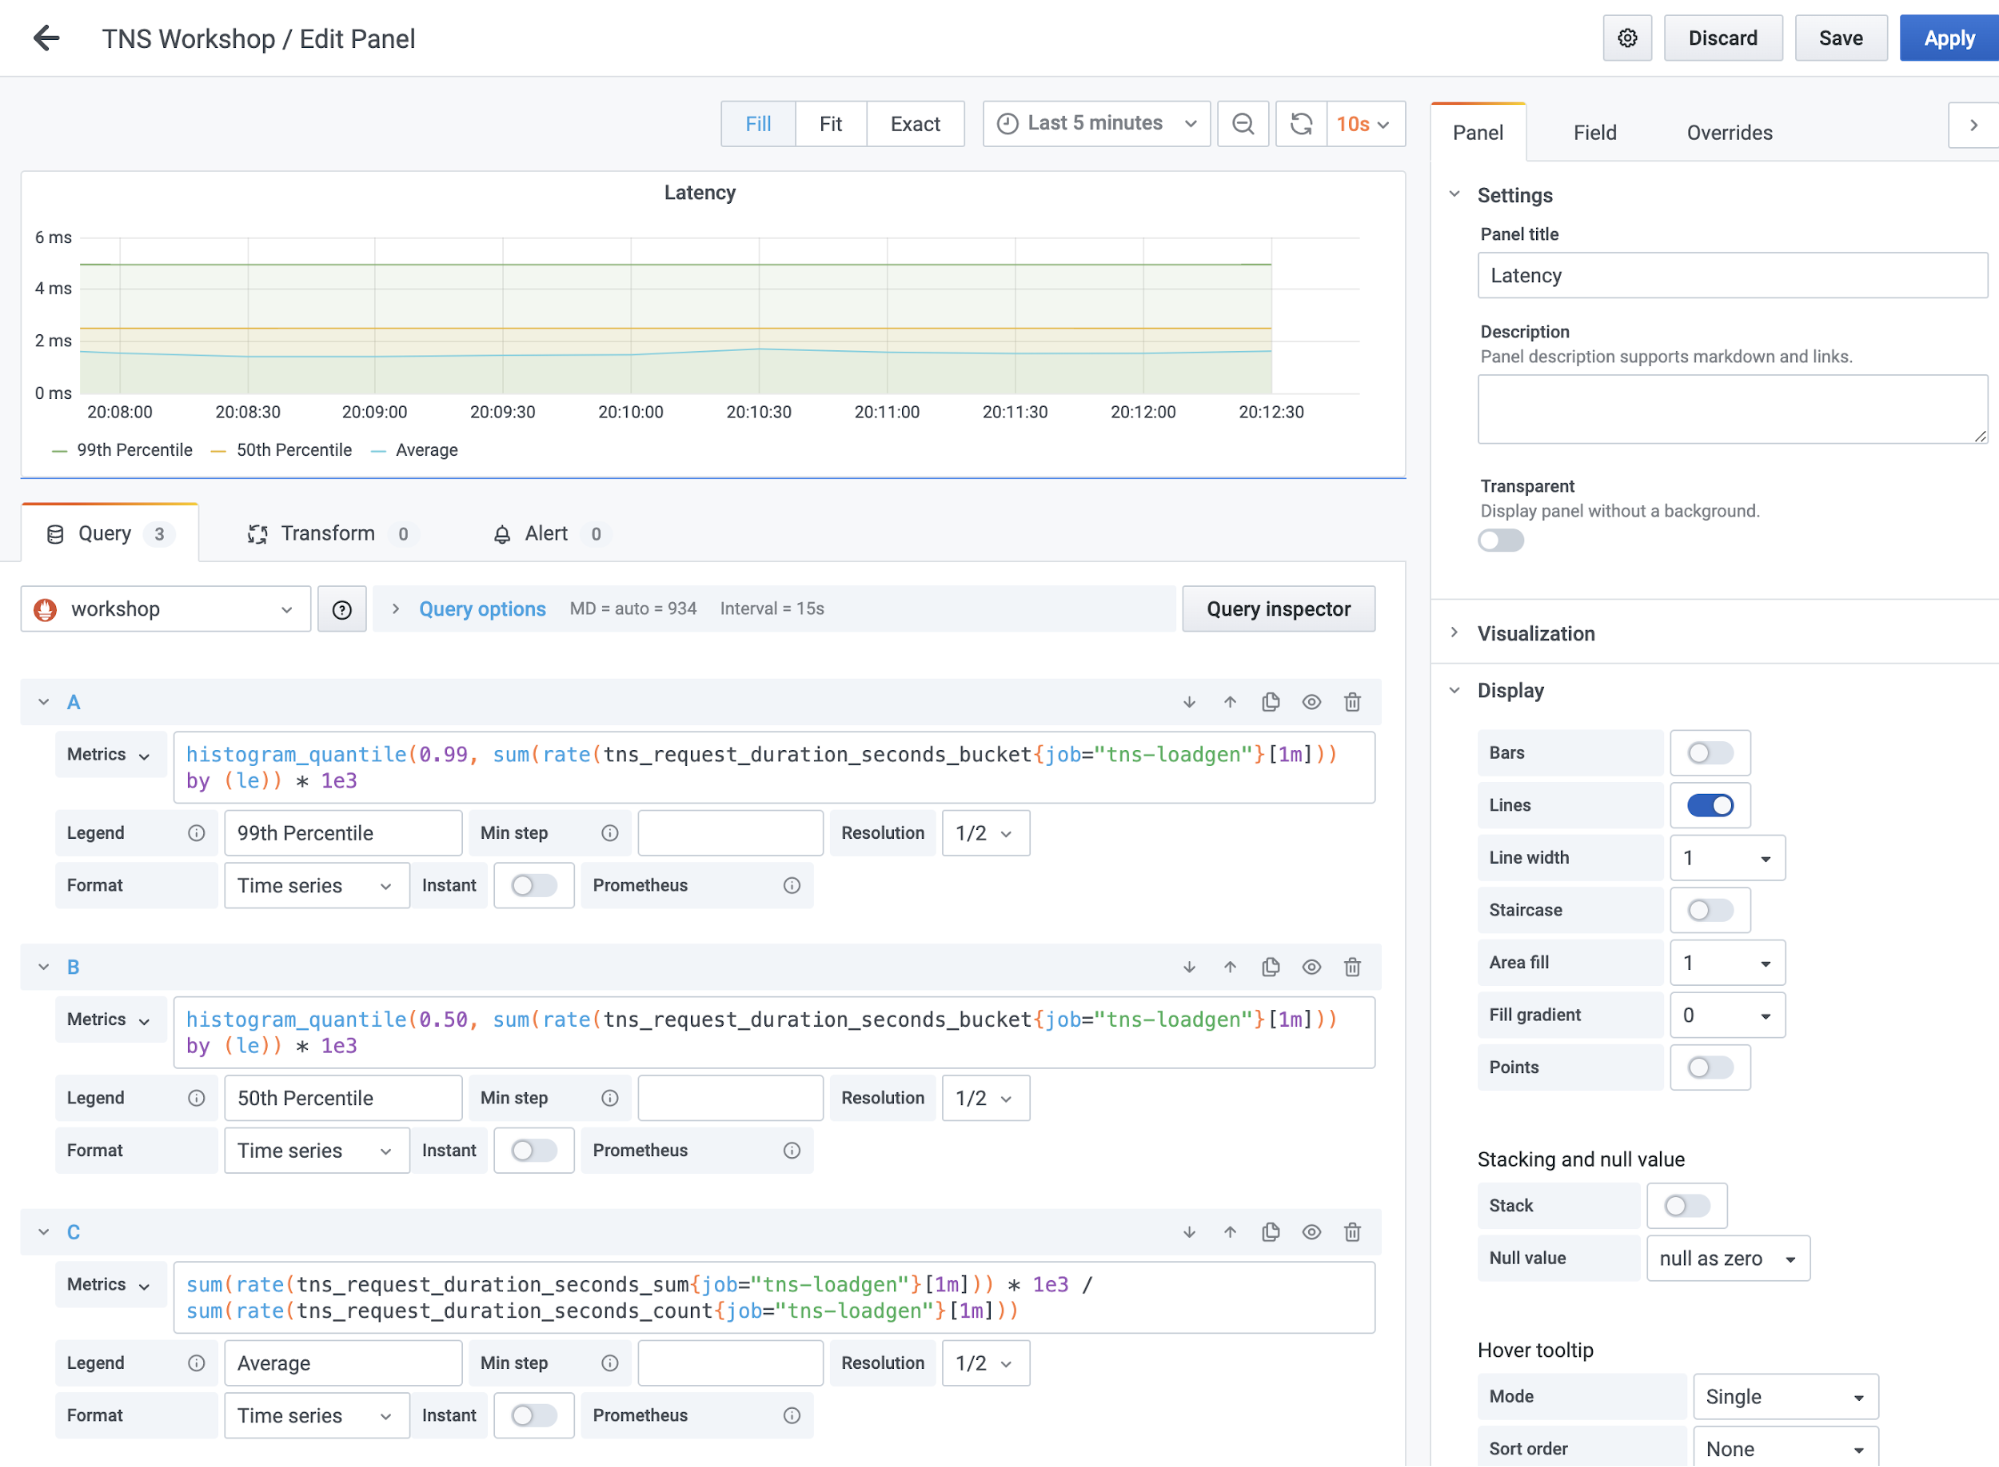 TNS Workshop / Edit Panel
Discard
Save
Apply
Fill
Fit
Exact
Last 5 minutes
10s
Panel
Field
Overrides
Latency
6 ms
4 ms
2 ms
0 ms
20:08:00
20:08:30
20:09:00
20:09:30
20:10:00
20:10:30
20:11:00
20:11:30
20:12:00
20:12:30
99th Percentile
50th Percentile
Average
Query 3
Transform 0
Alert 0
workshop
Query options
MD = auto = 934
Interval = 15s
Query inspector
A
Metrics
histogram_quantile(0.99, sum(rate(tns_request_duration_seconds_bucket{job="tns-loadgen"}[1m]))
by (le)) * 1e3
Legend
99th Percentile
Min step
Resolution
1/2
Format
Time series
Instant
Prometheus
B
Metrics
histogram_quantile(0.50, sum(rate(tns_request_duration_seconds_bucket{job="tns-loadgen"}[1m]))
by (le)) * 1e3
Legend
50th Percentile
Min step
Resolution
1/2
Format
Time series
Instant
Prometheus
C
Metrics
sum(rate(tns_request_duration_seconds_sum{job="tns-loadgen"}[1m])) * 1e3 /
sum(rate(tns_request_duration_seconds_count{job="tns-loadgen"}[1m]))
Legend
Average
Min step
Resolution
1/2
Format
Time series
Instant
Prometheus
Settings
Panel title
Latency
Description
Panel description supports markdown and links.
Transparent
Display panel without a background.
Visualization
Display
Bars
Lines
Line width
1
Staircase
Area fill
1
Fill gradient
0
Points
Stacking and null value
Stack
Null value
null as zero
Hover tooltip
Mode
Single
Sort order
None